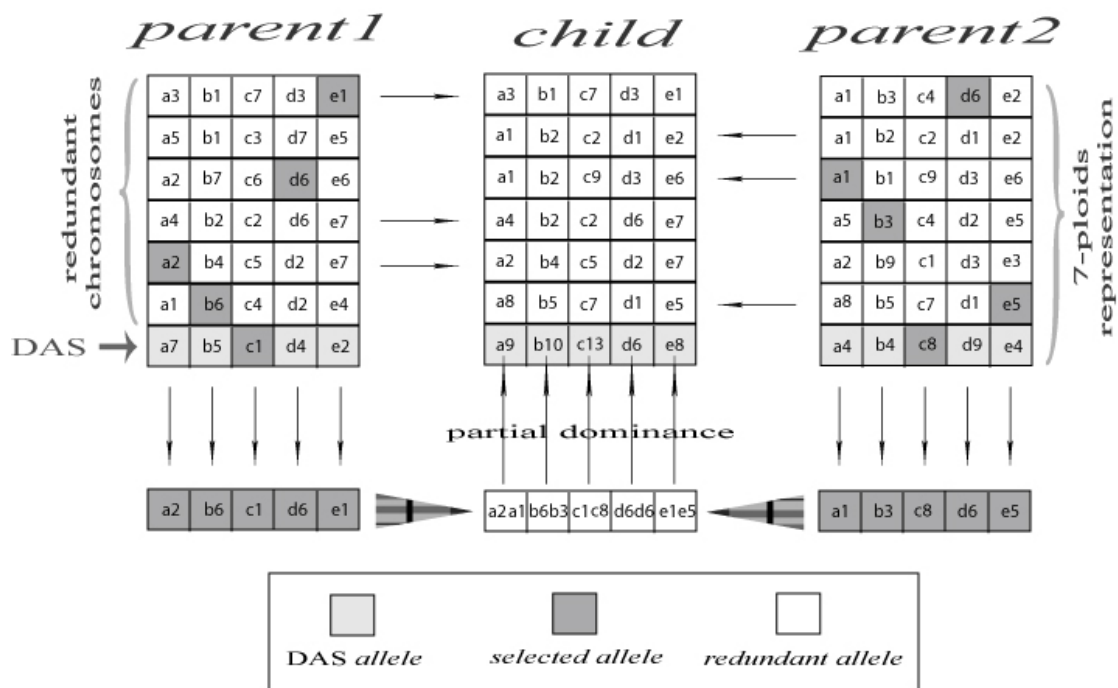 parent1 child parent2
a3 b1 c7 d3 e1 a3 b1 c7 d3 e1 a1 b3 c4 d6 e2
a5 b1 c3 d7 e5 a1 b2 c2 d1 e2 a1 b2 c2 d1 e2
a2 b7 c6 d6 e6 a1 b2 c9 d3 e6 a1 b1 c9 d3 e6
a4 b2 c2 d6 e7 a4 b2 c2 d6 e7 a5 b3 c4 d2 e5
a2 b4 c5 d2 e7 a2 b4 c5 d2 e7 a2 b9 c1 d3 e3
a1 b6 c4 d2 e4 a8 b5 c7 d1 e5 a8 b5 c7 d1 e5
a7 b5 c1 d4 e2 a9 b10 c13 d6 e8 a4 b4 c8 d9 e4
redundant
chromosomes
DAS
7-ploids
representation
partial dominance
a2 b6 c1 d6 e1 a2a1 b6b3 c1c8 d6d6 e1e5 a1 b3 c8 d6 e5
DAS allele selected allele redundant allele